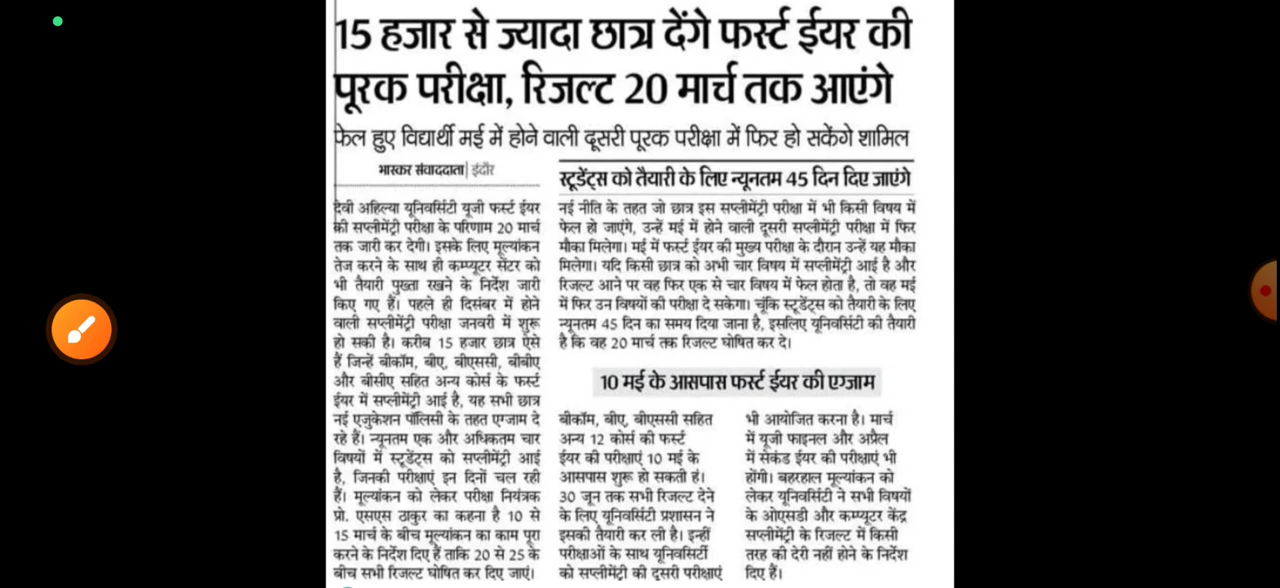 15 हजार से ज्यादा छात्र देंगे फर्स्ट ईयर की
पूरक परीक्षा, रिजल्ट 20 मार्च तक आएंगे
फेल हुए विद्यार्थी मई में होने वाली दूसरी पूरक परीक्षा में फिर हो सकेंगे शामिल
भास्कर संवाददाता | इंदौर
देवी अहिल्या यूनिवर्सिटी यूजी फर्स्ट ईयर
की सप्लीमेंट्री परीक्षा के परिणाम 20 मार्च
तक जारी कर देगी। इसके लिए मूल्यांकन
तेज करने के साथ ही कम्प्यूटर सेंटर को
भी तैयारी पुख्ता रखने के निर्देश जारी
किए गए हैं। पहले ही दिसंबर में होने
वाली सप्लीमेंट्री परीक्षा जनवरी में शुरू
हो सकी है। करीब 15 हजार छात्र ऐसे
हैं जिन्हें बीकॉम, बीए, बीएससी, बीबीए
और बीसीए सहित अन्य कोर्स के फर्स्ट
ईयर में सप्लीमेंट्री आई है, यह सभी छात्र
नई एजुकेशन पॉलिसी के तहत एग्जाम दे
रहे हैं। न्यूनतम एक और अधिकतम चार
विषयों में स्टूडेंट्स को सप्लीमेंट्री आई
है, जिनकी परीक्षाएं इन दिनों चल रही
हैं। मूल्यांकन को लेकर परीक्षा नियंत्रक
प्रो. एसएस ठाकुर का कहना है 10 से
15 मार्च के बीच मूल्यांकन का काम पूरा
करने के निर्देश दिए हैं ताकि 20 से 25 के
बीच सभी रिजल्ट घोषित कर दिए जाएं।
स्टूडेंट्स को तैयारी के लिए न्यूनतम 45 दिन दिए जाएंगे
नई नीति के तहत जो छात्र इस सप्लीमेंट्री परीक्षा में भी किसी विषय में
फेल हो जाएंगे, उन्हें मई में होने वाली दूसरी सप्लीमेंट्री परीक्षा में फिर
मौका मिलेगा। मई में फर्स्ट ईयर की मुख्य परीक्षा के दौरान उन्हें यह मौका
मिलेगा। यदि किसी छात्र को अभी चार विषय में सप्लीमेंट्री आई है और
रिजल्ट आने पर वह फिर एक से चार विषय में फेल होता है, तो वह मई
में फिर उन विषयों की परीक्षा दे सकेगा। चूंकि स्टूडेंट्स को तैयारी के लिए
न्यूनतम 45 दिन का समय दिया जाना है, इसलिए यूनिवर्सिटी की तैयारी
है कि वह 20 मार्च तक रिजल्ट घोषित कर दे।
10 मई के आसपास फर्स्ट ईयर की एग्जाम
बीकॉम, बीए, बीएससी सहित
अन्य 12 कोर्स की फर्स्ट
ईयर की परीक्षाएं 10 मई के
आसपास शुरू हो सकती हं।
30 जून तक सभी रिजल्ट देने
के लिए यूनिवर्सिटी प्रशासन ने
इसकी तैयारी कर ली है। इन्हीं
परीक्षाओं के साथ यूनिवर्सिर्टी
को सप्लीमेंट्री की दूसरी परीक्षाएं
भी आयोजित करना है। मार्च
में यूजी फाइनल और अप्रैल
में सेकंड ईयर की परीक्षाएं भी
होंगी। बहरहाल मूल्यांकन को
लेकर यूनिवर्सिटी ने सभी विषयों
के ओएसडी और कम्प्यूटर केंद्र
सप्लीमेंट्री के रिजल्ट में किसी
तरह की देरी नहीं होने के निर्देश
दिए हैं।